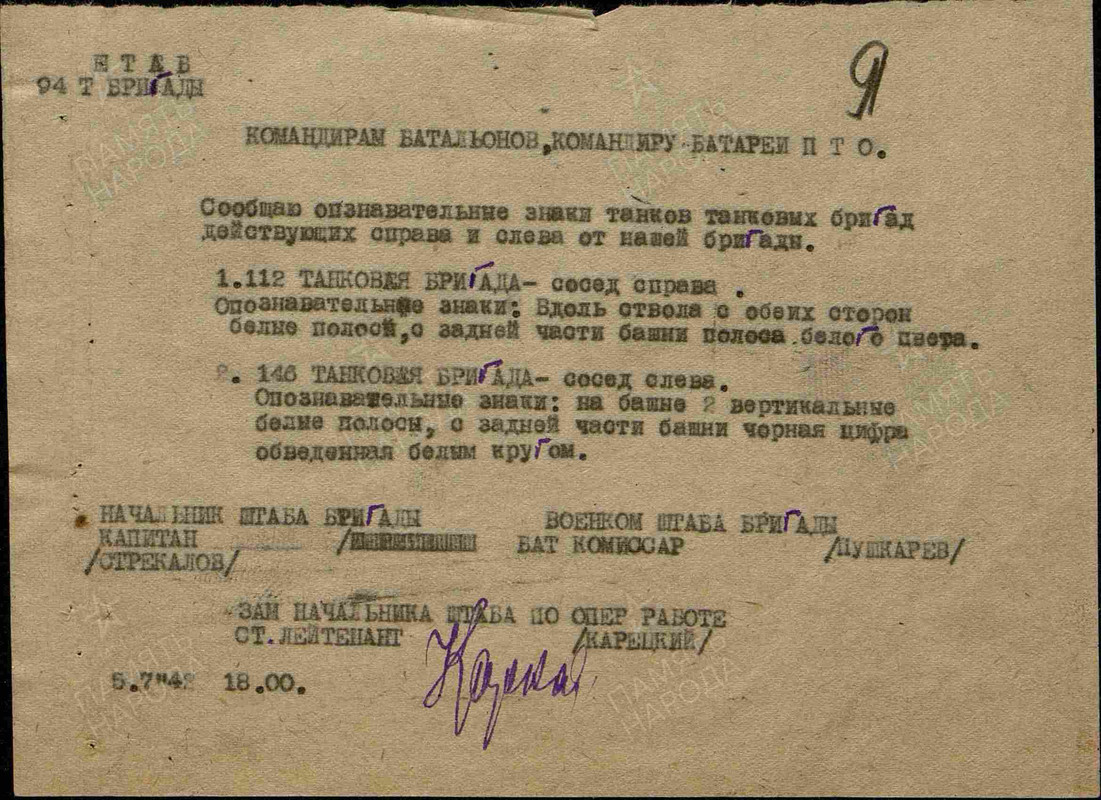 ШТАБ
94 Т БРИГАДЫ
9
КОМАНДИРАМ БАТАЛЬОНОВ, КОМАНДИРУ БАТАРЕИ П Т О.
Сообщаю опзнавательные знаки танков танковых бригад
действующих справа и слева от нашей бригады.
1.112 ТАНКОВАЯ БРИГАДА- сосед справа .
Опознавательные знаки: Вдоль ствола с обеих сторон
белые полосы, с задней части башни полоса белого цвета.
2. 146 ТАНКОВАЯ БРИГАДА- сосед слева.
Опознавательные знаки: на башне 2 вертикальные
белые полосы, с задней части башни черная цифра
обведенная белым кругом.
НАЧАЛЬНИК ШТАБА БРИГАДЫ ВОЕНКОМ ШТАБА БРИГАДЫ
КАПИТАН БАТ КОМИССАР /ПУШКАРЕВ/
/СТРЕКАЛОВ/
ЗАМ НАЧАЛЬНИКА ШТАБА ПО ОПЕР РАБОТЕ
СТ.ЛЕЙТЕНАНТ /КАРЕЦКИЙ/
5.7"42 18.00.
ПАМЯТЬ
НАРОДА